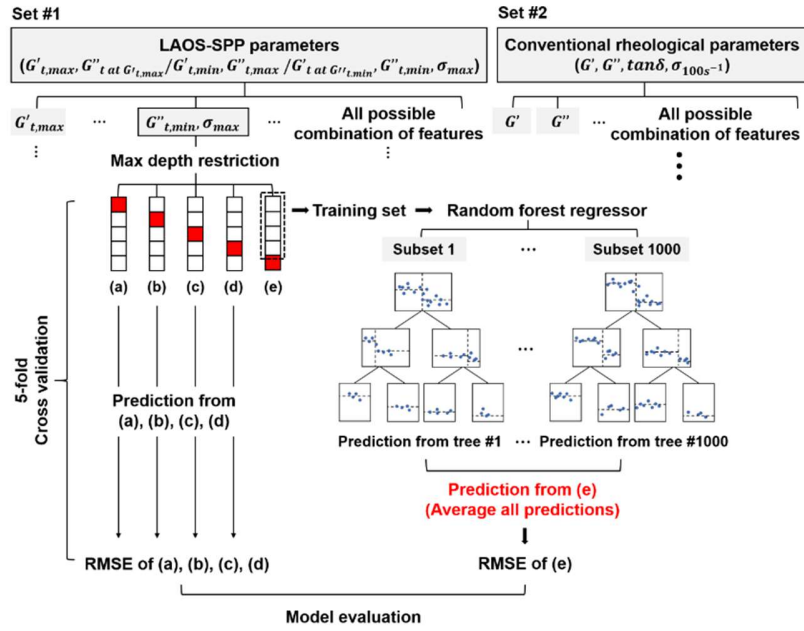 Set #1
Set #2
LAOS-SPP parameters
(G′t,max, G″t at G′t,max/G′t,min, G″t,max /G′t at G″t,min, G″t,min, σmax)
Conventional rheological parameters
(G′, G″, tanδ, σ100s−1)
G′t,max
...
G″t,min, σmax
...
All possible
combination of features
G′
G″
...
All possible
combination of features
Max depth restriction
Training set
Random forest regressor
Subset 1
...
Subset 1000
(a)
(b)
(c)
(d)
(e)
...
5-fold
Cross validation
Prediction from
(a), (b), (c), (d)
Prediction from tree #1
...
Prediction from tree #1000
Prediction from (e)
(Average all predictions)
RMSE of (a), (b), (c), (d)
RMSE of (e)
Model evaluation